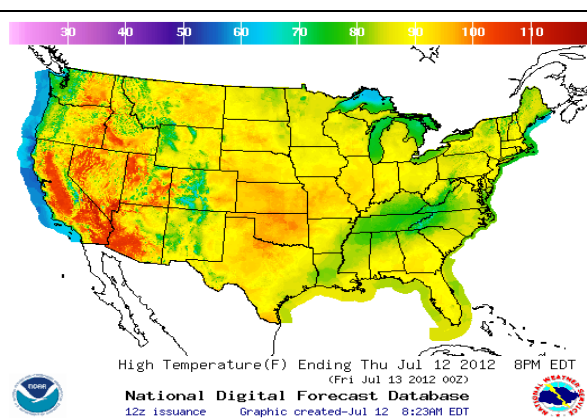 30 40 50 60 70 80 90 100 110
High Temperature(F) Ending Thu Jul 12 2012 8PM EDT
(Fri Jul 13 2012 00Z)
National Digital Forecast Database
12z issuance Graphic created-Jul 12 8:23AM EDT
noaa